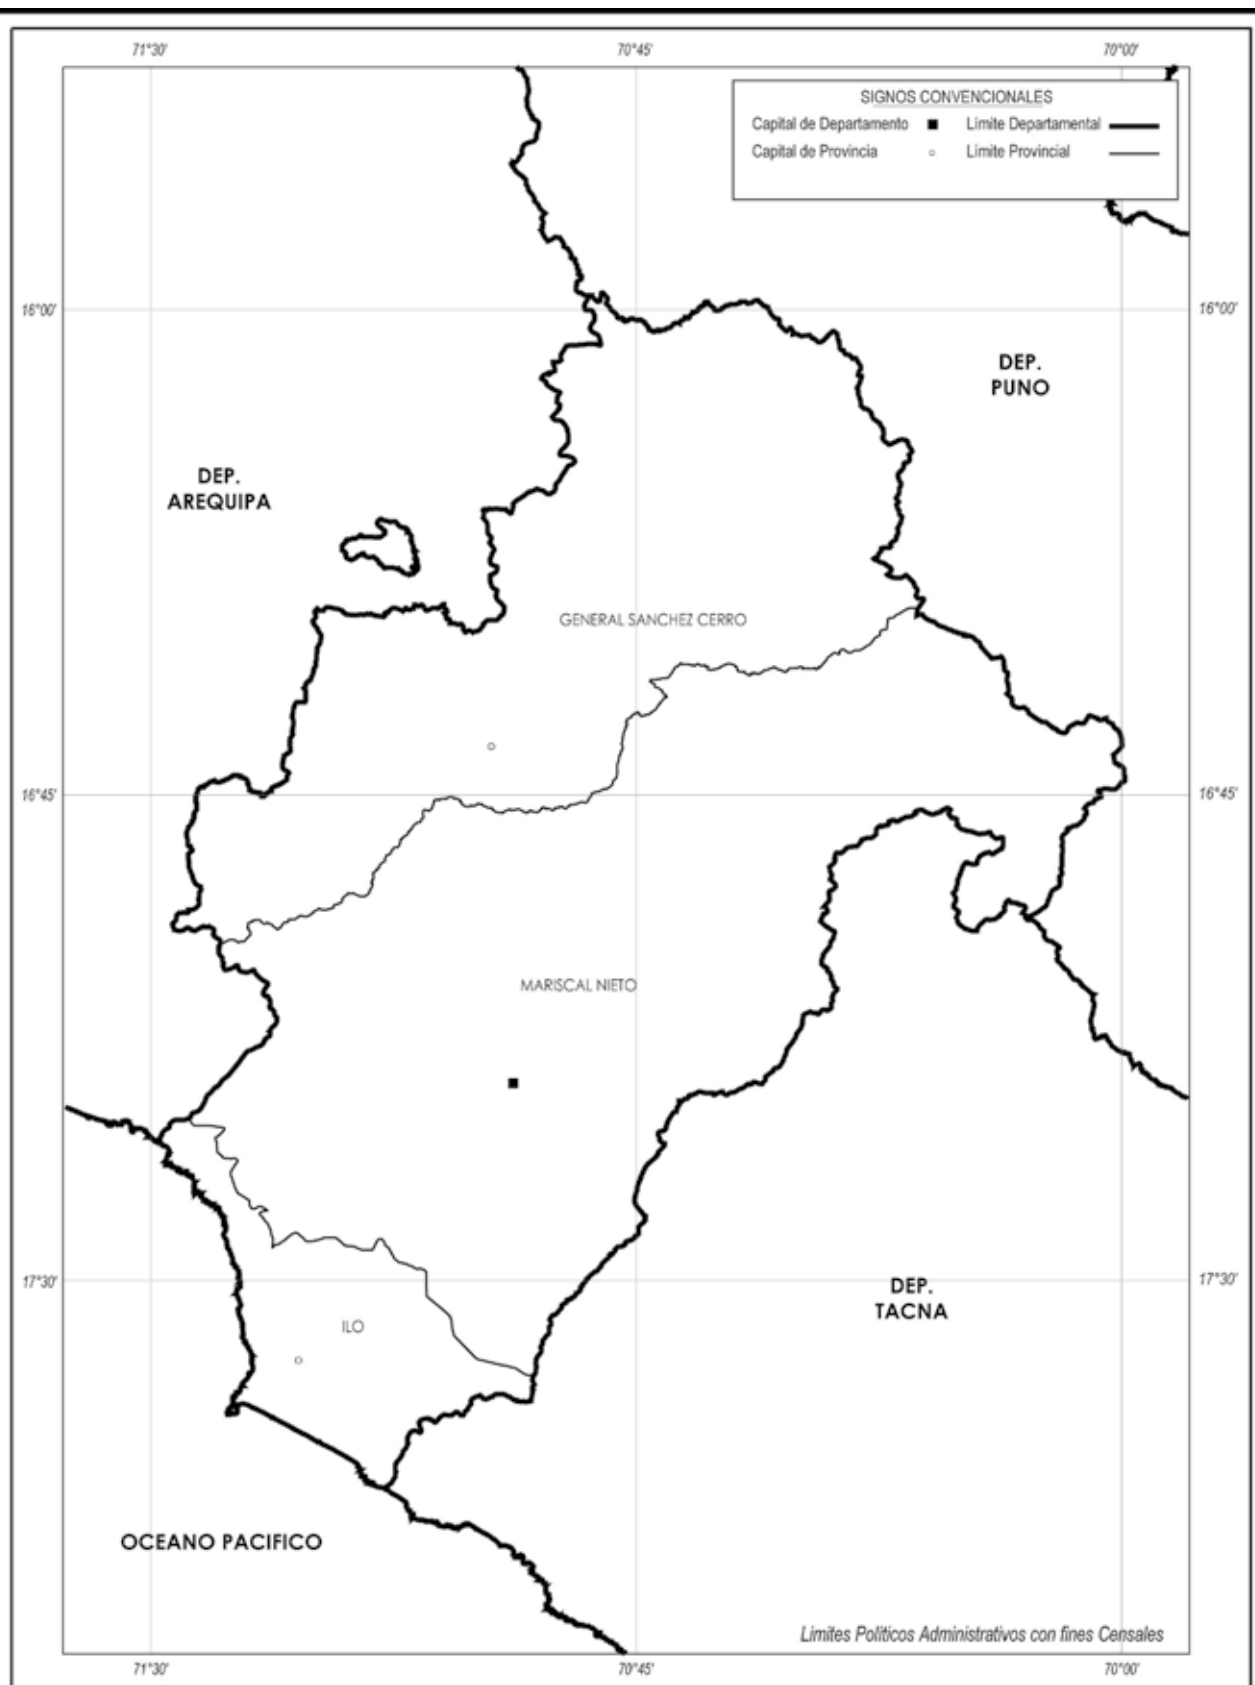 71°30'
70°45'
70°00'
SIGNOS CONVENCIONALES
Capital de Departamento
Limite Departamental
Capital de Provincia
Limite Provincial
16°00'
16°00'
DEP.
PUNO
DEP.
AREQUIPA
GENERAL SANCHEZ CERRO
16°45'
16°45'
MARISCAL NIETO
17°30'
17°30'
DEP.
TACNA
ILO
OCEANO PACIFICO
Limites Politicos Administrativos con fines Censales
71°30'
70°45'
70°00'